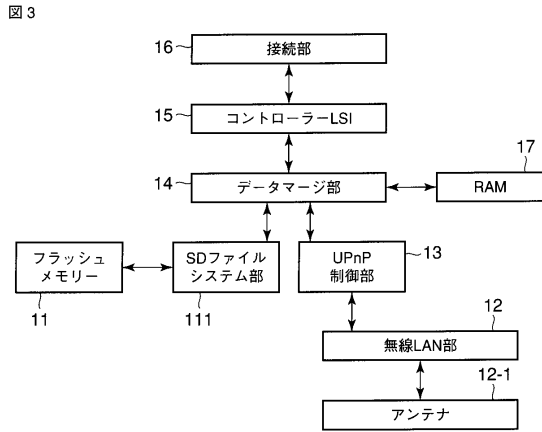 図3
16
接続部
15
コントローラーLSI
17
14
データマージ部
RAM
フラッシュ
メモリー
SDファイル
システム部
UPnP
制御部
13
11
111
12
無線LAN部
12-1
アンテナ